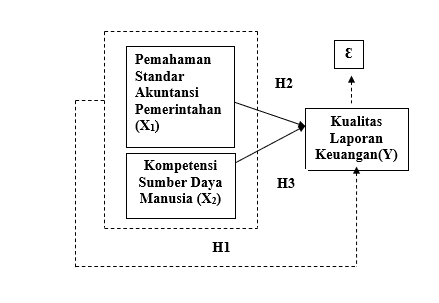 Pemahaman
Standar
Akuntansi
Pemerintahan
(X₁)
H2
ε
Kualitas
Laporan
Keuangan(Y)
Kompetensi
Sumber Daya
Manusia (X₂)
H3
H1